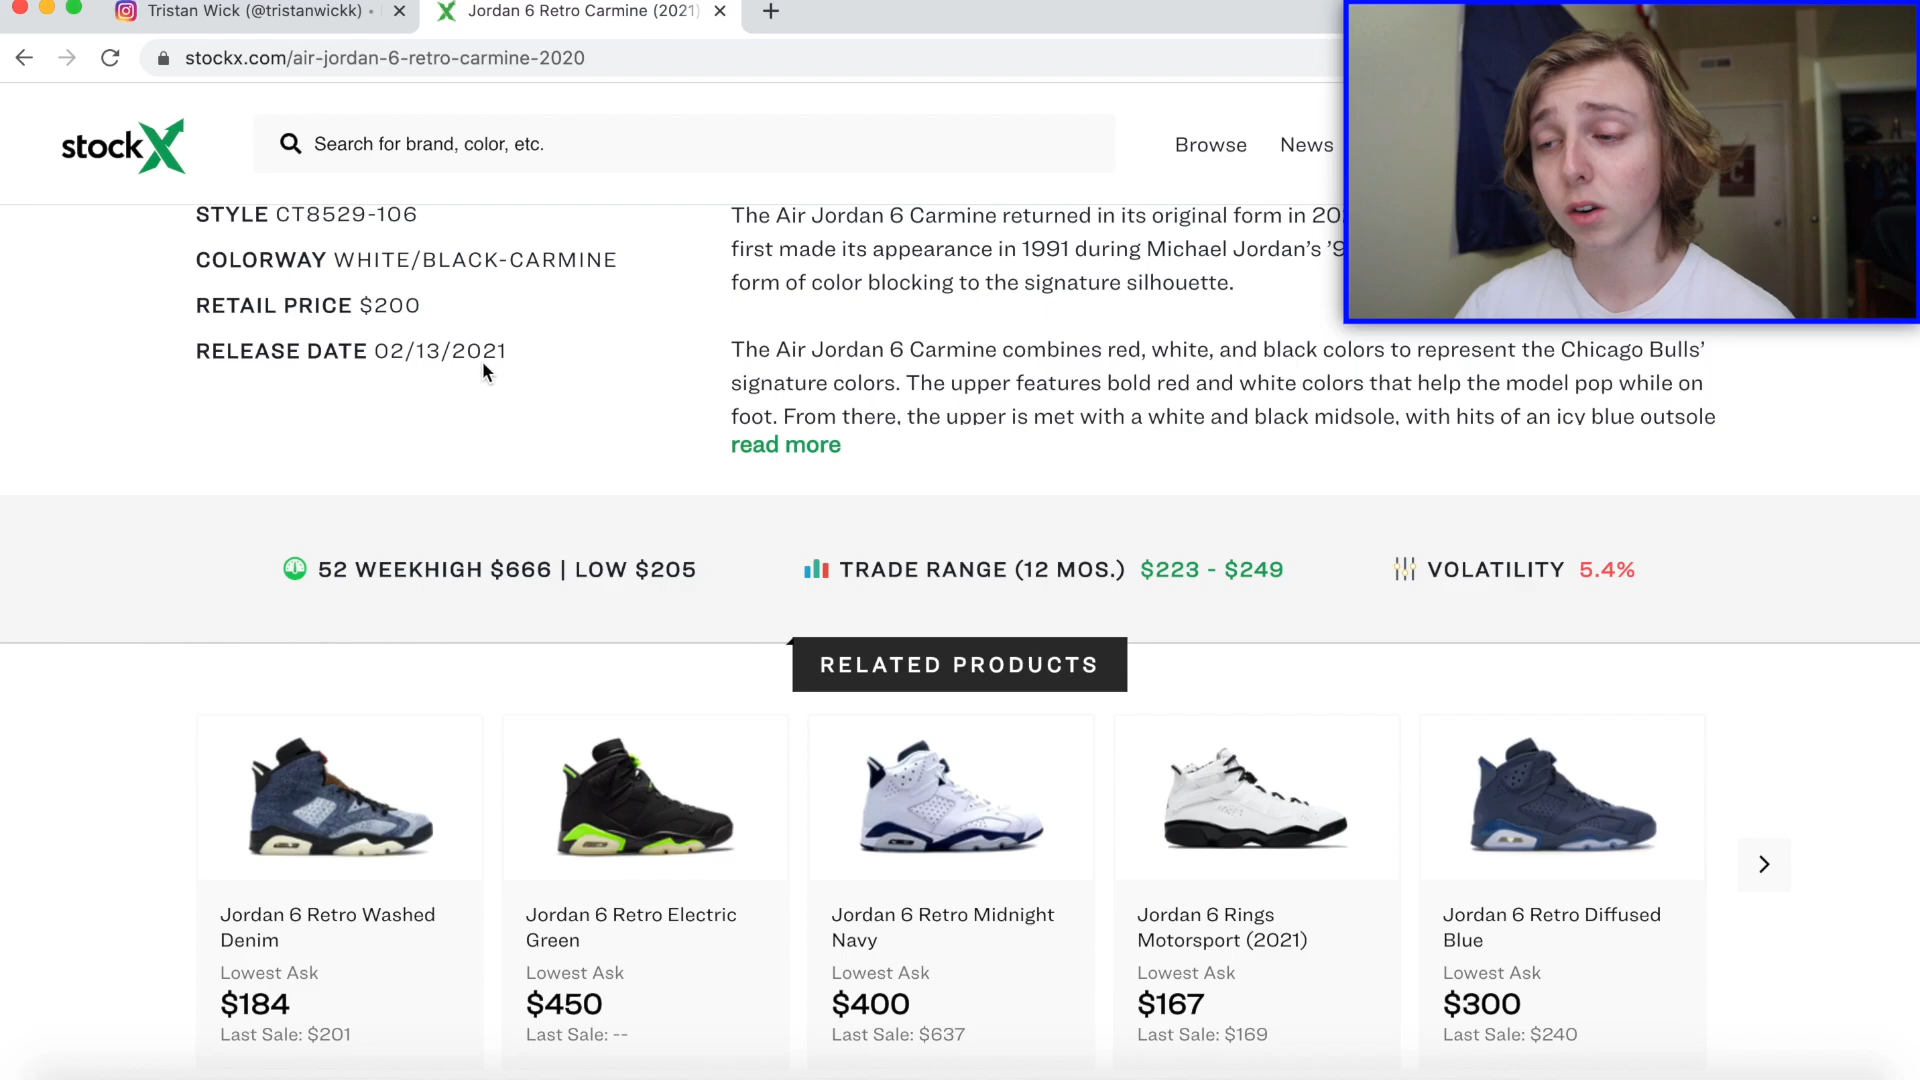 Tristan Wick (@tristanwickk) •
Jordan 6 Retro Carmine (2021)
stockx.com/air-jordan-6-retro-carmine-2020
stockX
Search for brand, color, etc.
Browse News
STYLE CT8529-106
COLORWAY WHITE/BLACK-CARMINE
RETAIL PRICE $200
RELEASE DATE 02/13/2021
The Air Jordan 6 Carmine returned in its original form in 20
first made its appearance in 1991 during Michael Jordan's '9
form of color blocking to the signature silhouette.
The Air Jordan 6 Carmine combines red, white, and black colors to represent the Chicago Bulls'
signature colors. The upper features bold red and white colors that help the model pop while on
foot. From there, the upper is met with a white and black midsole, with hits of an icy blue outsole
read more
52 WEEKHIGH $666 | LOW $205
TRADE RANGE (12 MOS.) $223 - $249
VOLATILITY 5.4%
RELATED PRODUCTS
Jordan 6 Retro Washed
Denim
Lowest Ask
$184
Last Sale: $201
Jordan 6 Retro Electric
Green
Lowest Ask
$450
Last Sale: --
Jordan 6 Retro Midnight
Navy
Lowest Ask
$400
Last Sale: $637
Jordan 6 Rings
Motorsport (2021)
Lowest Ask
$167
Last Sale: $169
Jordan 6 Retro Diffused
Blue
Lowest Ask
$300
Last Sale: $240